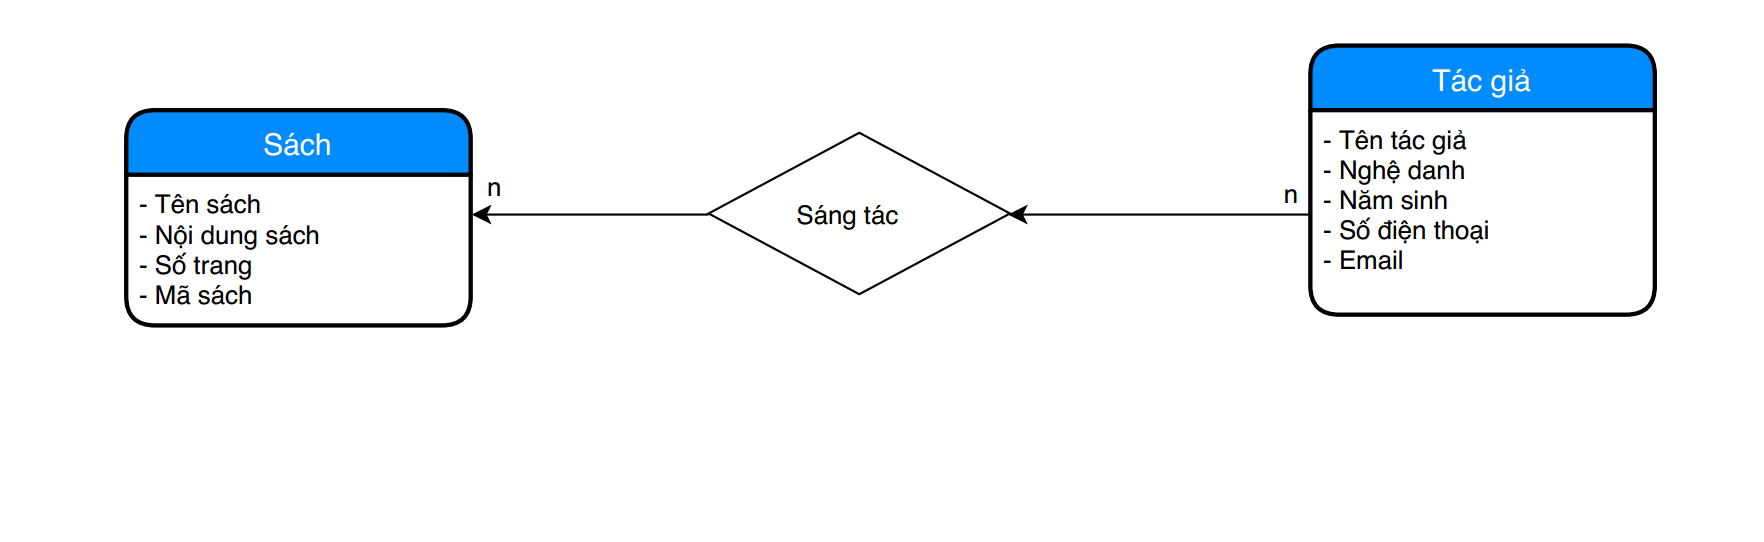 Sách
- Tên sách
- Nội dung sách
- Số trang
- Mã sách
n
Sáng tác
n
Tác giả
- Tên tác giả
- Nghệ danh
- Năm sinh
- Số điện thoại
- Email